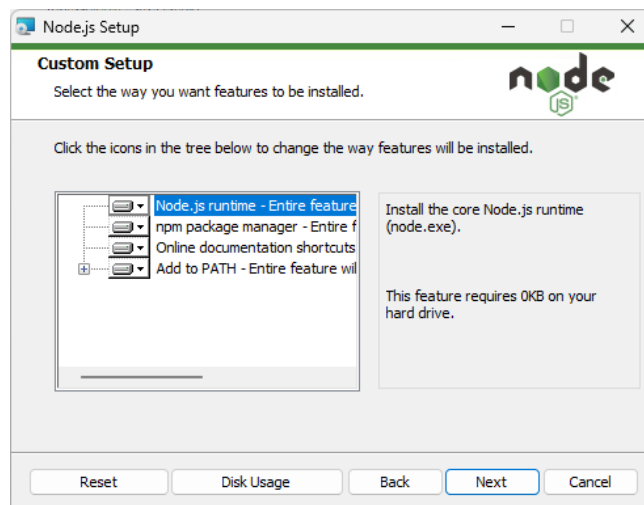 Node.js Setup
Custom Setup
Select the way you want features to be installed.
node
JS
Click the icons in the tree below to change the way features will be installed.
Node.js runtime - Entire feature
npm package manager - Entire f
Online documentation shortcuts
Add to PATH - Entire feature wil
Install the core Node.js runtime
(node.exe).
This feature requires 0KB on your
hard drive.
Reset
Disk Usage
Back
Next
Cancel